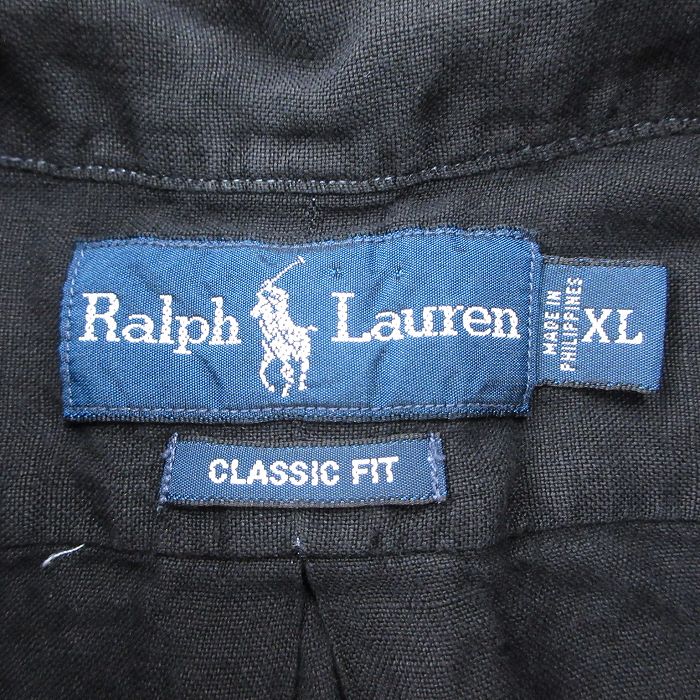 Ralph Lauren
MADE IN
PHILIPPINES
XL
CLASSIC FIT